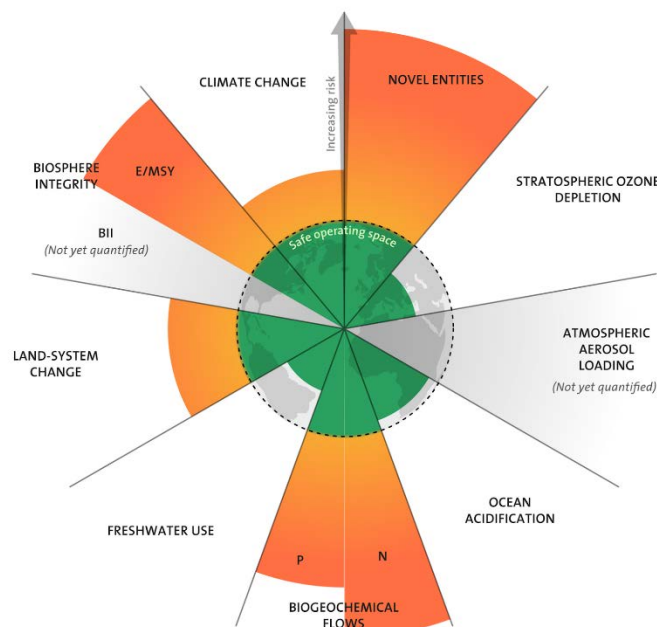 CLIMATE CHANGE
NOVEL ENTITIES
Increasing risk
BIOSPHERE
INTEGRITY
E/MSY
BII
(Not yet quantified)
STRATOSPHERIC OZONE
DEPLETION
Safe operating space
ATMOSPHERIC
AEROSOL
LOADING
(Not yet quantified)
LAND-SYSTEM
CHANGE
OCEAN
ACIDIFICATION
FRESHWATER USE
P
N
BIOGEOCHEMICAL
FLOWS